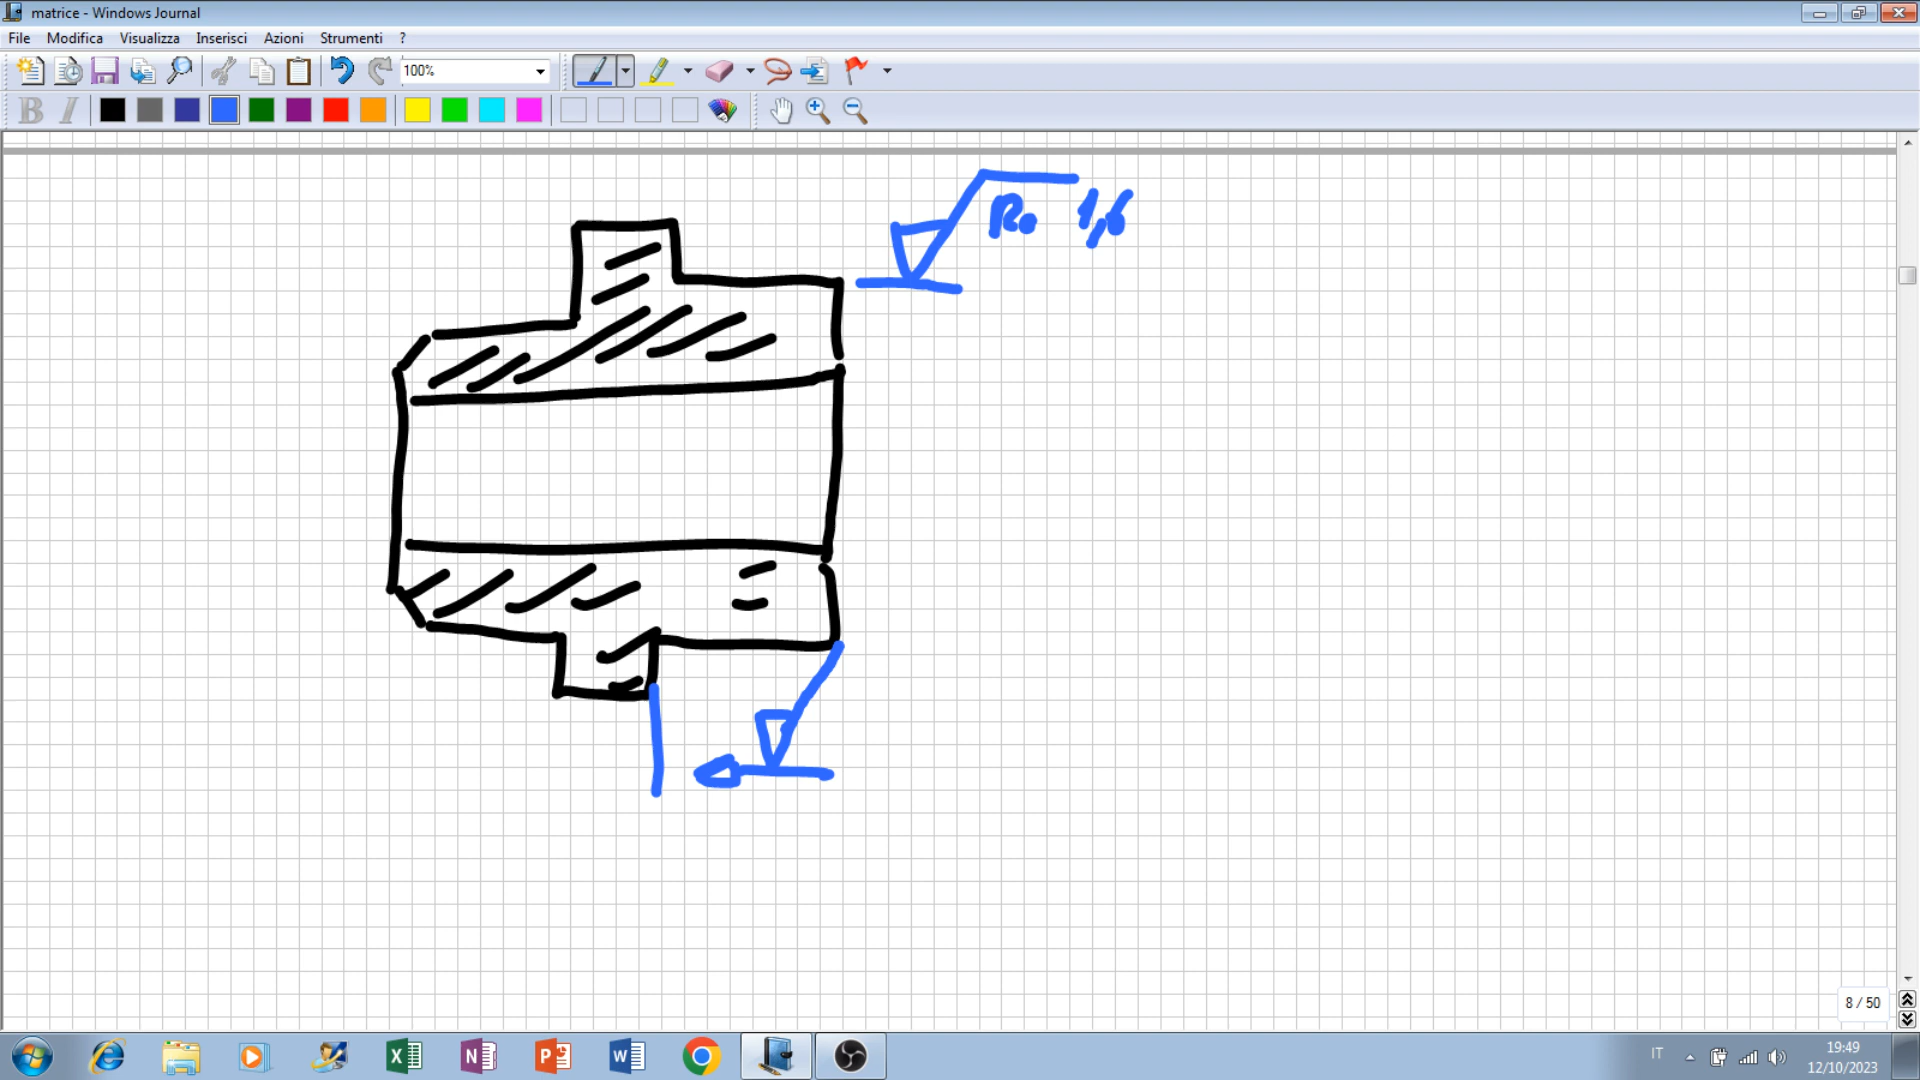 matrice - Windows Journal
File Modifica Visualizza Inserisci Azioni Strumenti ?
100%
B I
Ra 1,6
8 / 50
IT
19:49
12/10/2023